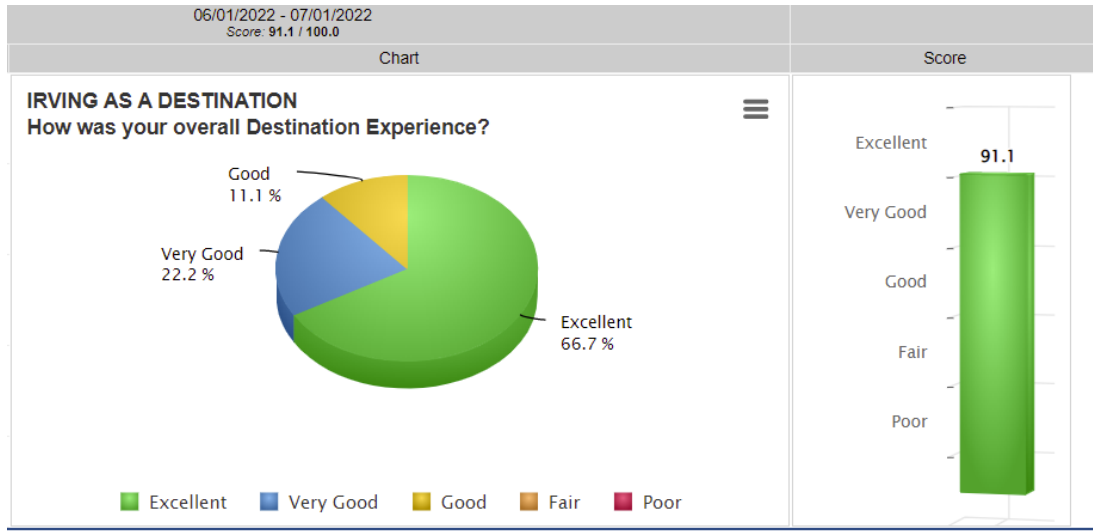 06/01/2022 - 07/01/2022
Score: 91.1 / 100.0
Chart
Score
IRVING AS A DESTINATION
How was your overall Destination Experience?
Good
11.1 %
Very Good
22.2 %
Excellent
66.7 %
Excellent
Very Good
Good
Fair
Poor
91.1
Excellent
Very Good
Good
Fair
Poor